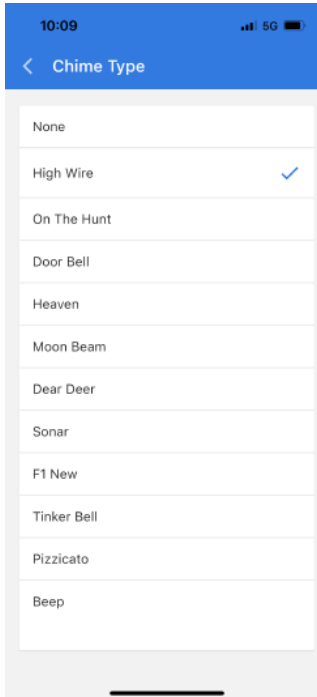 10:09
5G
Chime Type
None
High Wire
On The Hunt
Door Bell
Heaven
Moon Beam
Dear Deer
Sonar
F1 New
Tinker Bell
Pizzicato
Beep